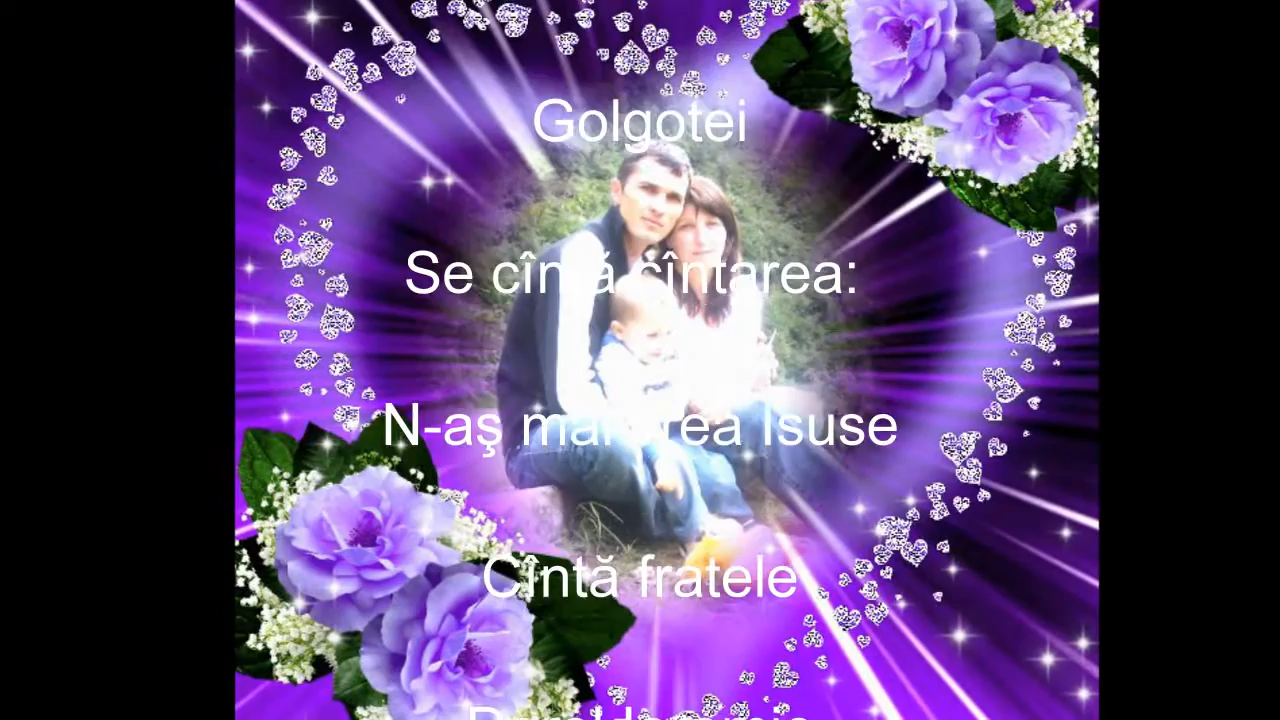 Golgotei
Se cîntă cîntarea:
N-aş mai vrea Isuse
Cîntă fratele